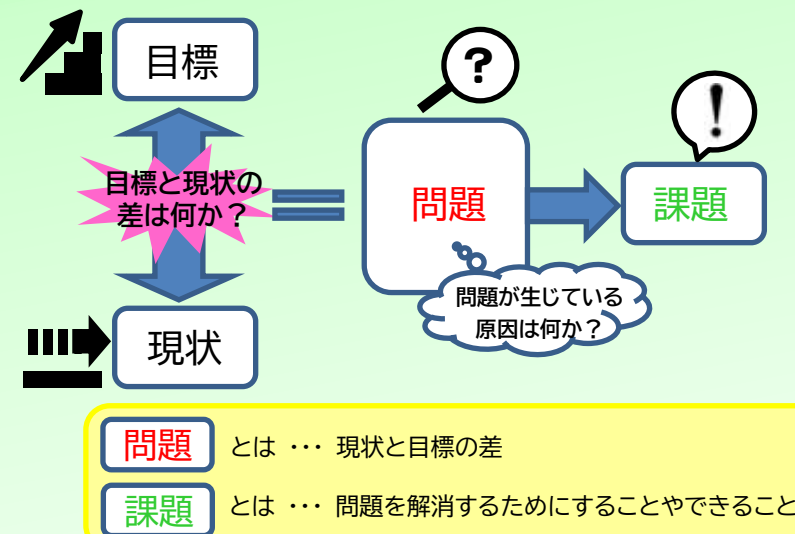 目標
目標と現状の
差は何か？
現状
?
問題
問題が生じている
原因は何か？
!
課題
問題 とは ･･･ 現状と目標の差
課題 とは ･･･ 問題を解消するためにすることやできること